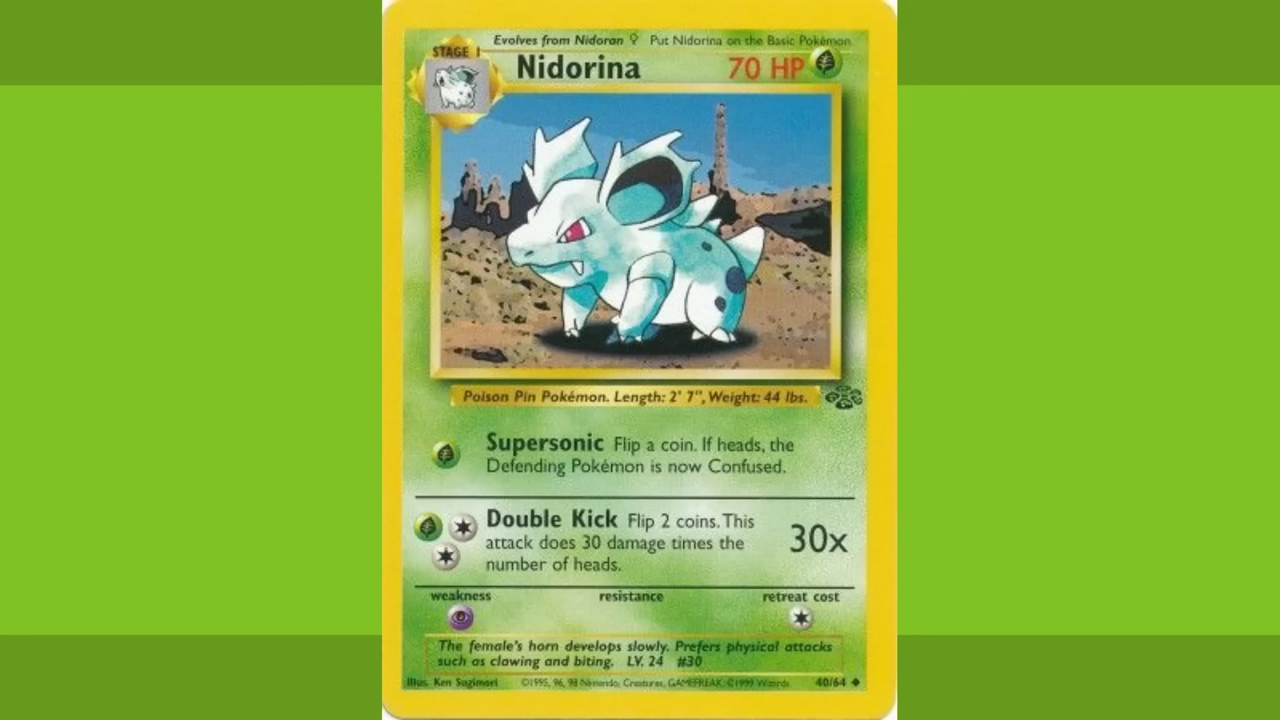 Evolves from Nidoran ♀ Put Nidorina on the Basic Pokémon
STAGE 1
Nidorina 70 HP
Poison Pin Pokémon. Length: 2' 7", Weight: 44 lbs.
Supersonic Flip a coin. If heads, the
Defending Pokémon is now Confused.
Double Kick Flip 2 coins. This
attack does 30 damage times the
number of heads.
30x
weakness resistance retreat cost
The female's horn develops slowly. Prefers physical attacks
such as clawing and biting. LV. 24 #30
Illus. Ken Sugimori ©1995, 96, 98 Nintendo, Creatures, GAMEFREAK. ©1999 Wizards. 40/64